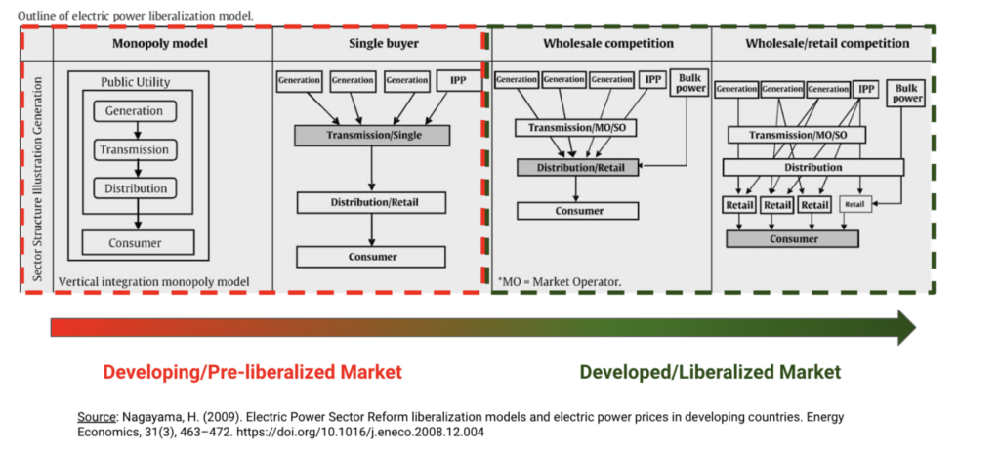 Outline of electric power liberalization model.
Monopoly model
Single buyer
Wholesale competition
Wholesale/retail competition
Sector Structure Illustration Generation
Public Utility
Generation
Transmission
Distribution
Consumer
Vertical integration monopoly model
Generation
Generation
Generation
IPP
Transmission/Single
Distribution/Retail
Consumer
Generation
Generation
Generation
IPP
Bulk
power
Transmission/MO/SO
Distribution/Retail
Consumer
*MO = Market Operator.
Generation
Generation
Generation
IPP
Bulk
power
Transmission/MO/SO
Distribution
Retail
Retail
Retail
Retail
Consumer
Developing/Pre-liberalized Market
Developed/Liberalized Market
Source: Nagayama, H. (2009). Electric Power Sector Reform liberalization models and electric power prices in developing countries. Energy
Economics, 31(3), 463–472. https://doi.org/10.1016/j.eneco.2008.12.004